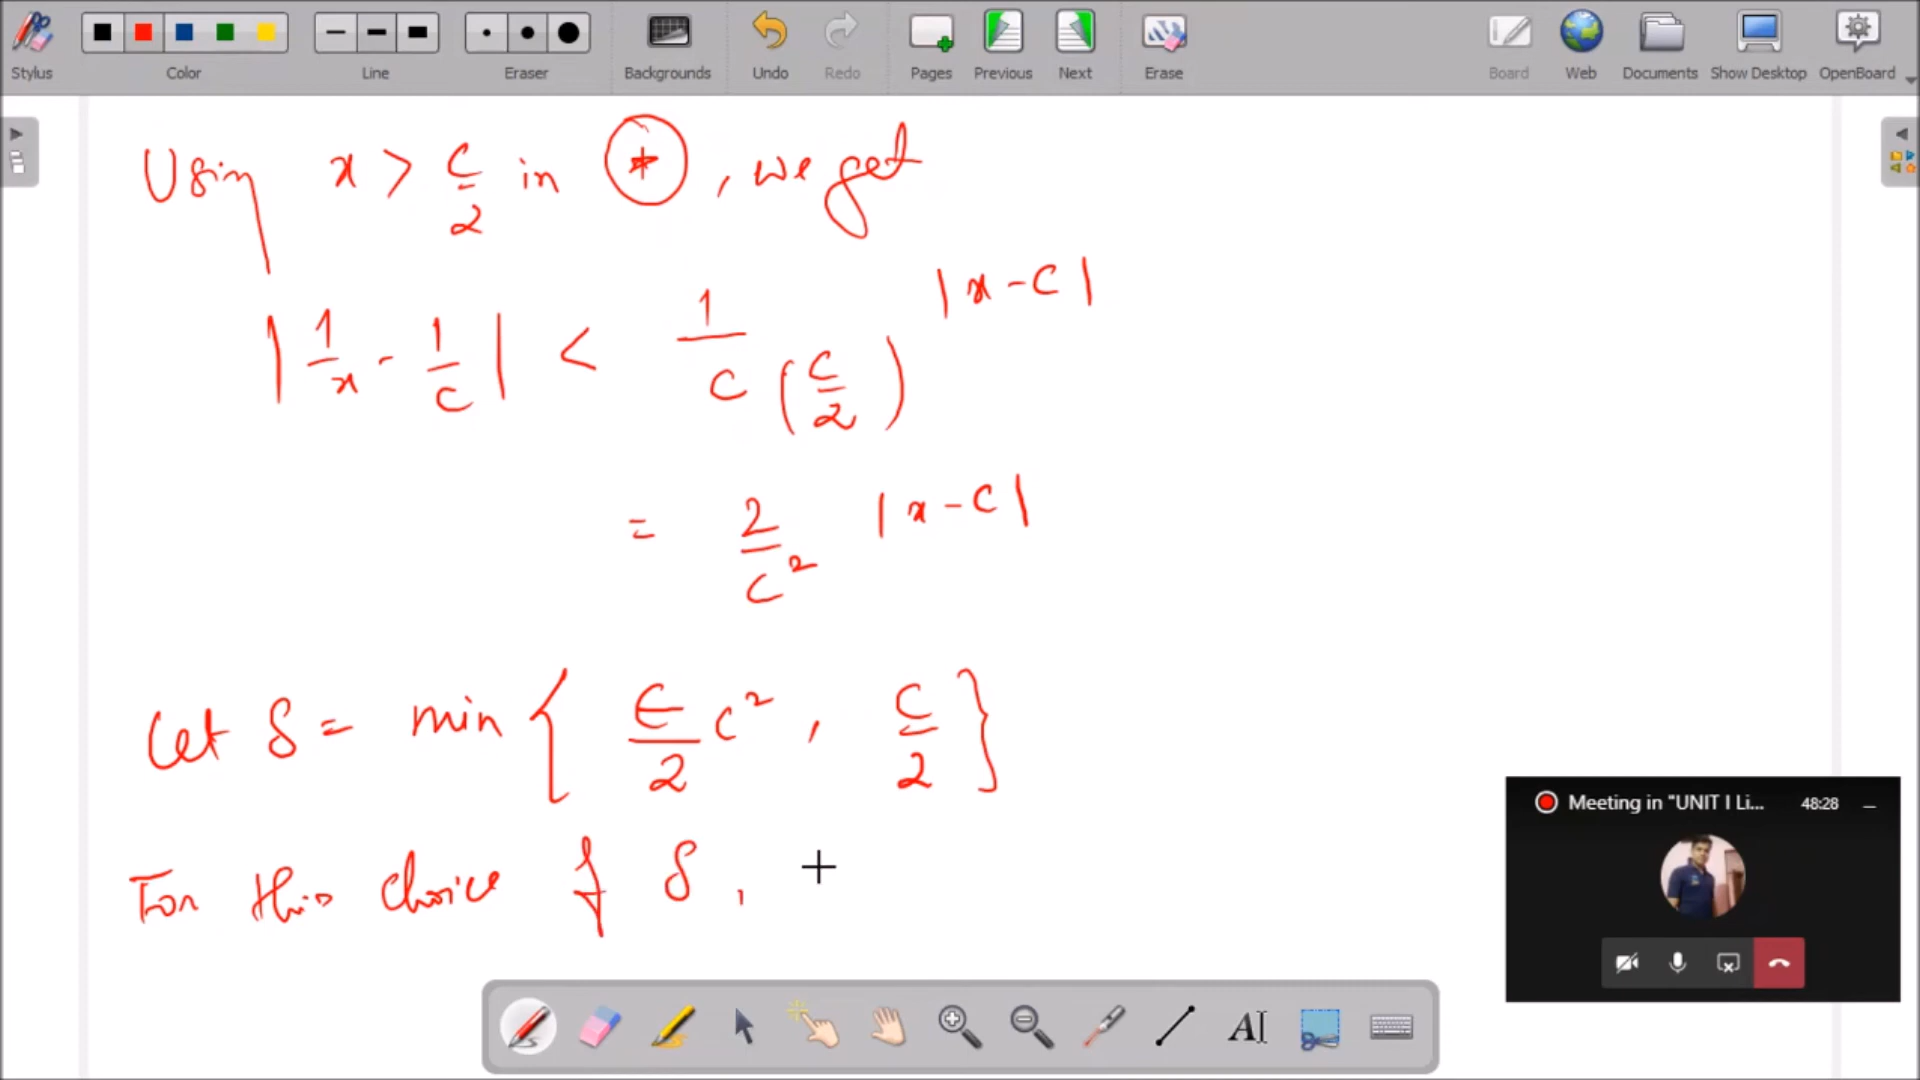 Stylus Color Line Eraser Backgrounds Undo Redo Pages Previous Next Erase Board Web Documents Show Desktop OpenBoard
Using x > c/2 in (*), we get
|1/x - 1/c| < 1/(c (c/2)) |x-c|
= 2/c² |x-c|
Let δ = min { ϵ/2 c², c/2 }
For this choice of δ,
Meeting in "UNIT I Li... 48:28